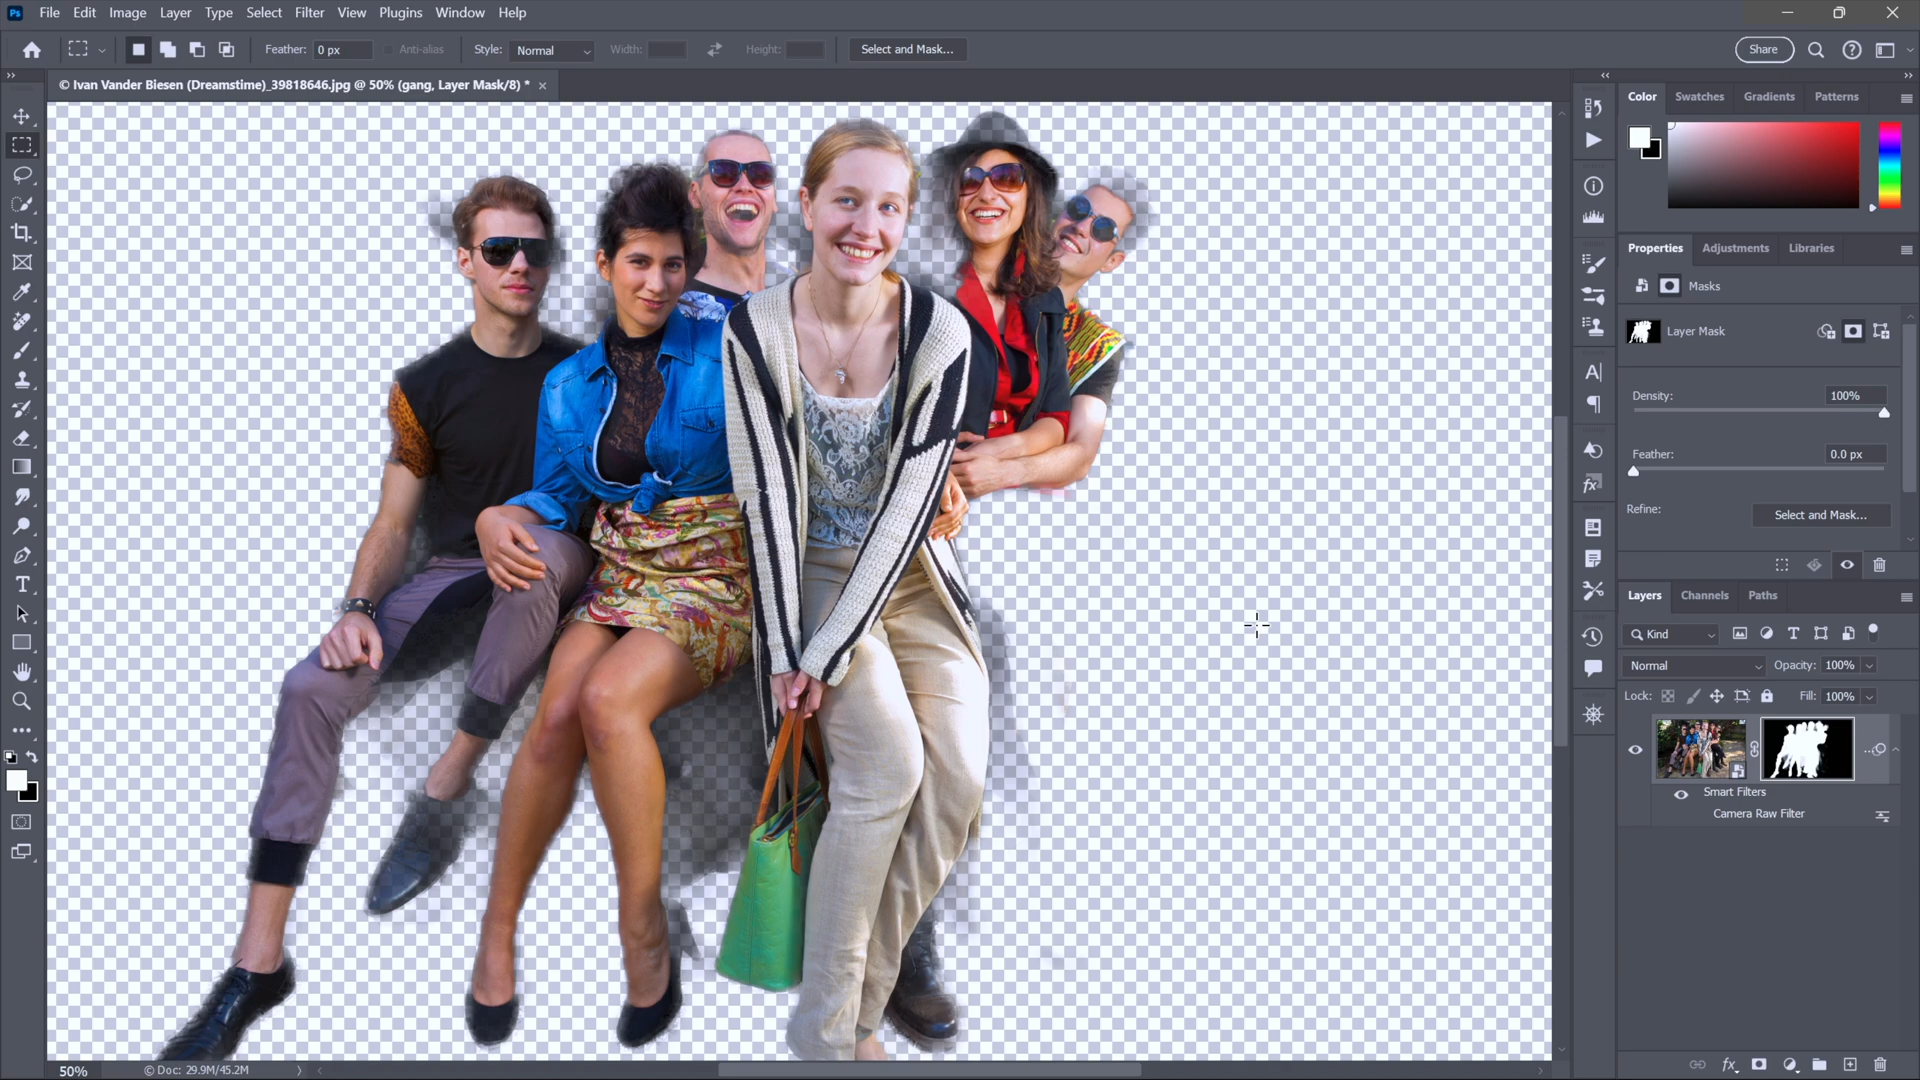 Ps File Edit Image Layer Type Select Filter View Plugins Window Help
Feather: 0 px Anti-alias Style: Normal Width: Height: Select and Mask... Share
© Ivan Vander Biesen (Dreamstime)_39818646.jpg @ 50% (gang, Layer Mask/8) *
Color Swatches Gradients Patterns
Properties Adjustments Libraries
Masks
Layer Mask
Density: 100%
Feather: 0.0 px
Refine: Select and Mask...
Layers Channels Paths
Kind
Normal Opacity: 100%
Lock: Fill: 100%
Smart Filters
Camera Raw Filter
50% © Doc: 29.9M/45.2M